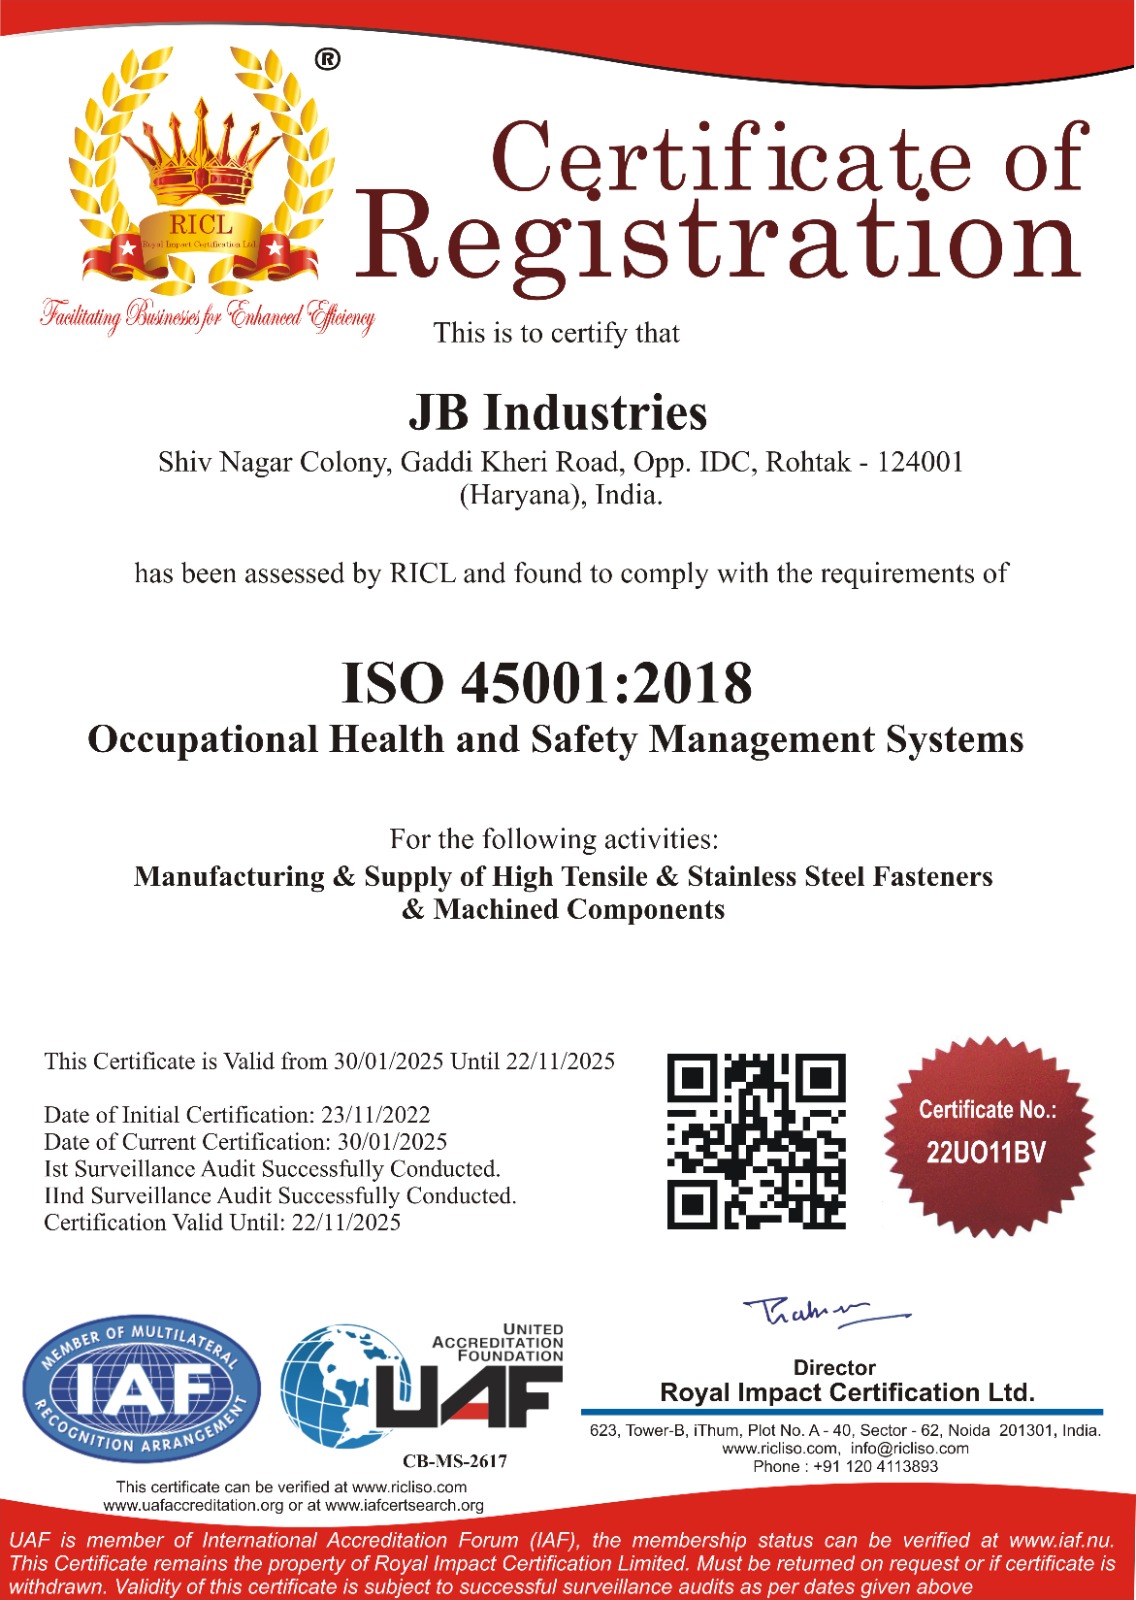 ®
RICL
Royal Impact Certification Ltd.
Facilitating Businesses for Enhanced Efficiency
Certificate of
Registration
This is to certify that
JB Industries
Shiv Nagar Colony, Gaddi Kheri Road, Opp. IDC, Rohtak - 124001
(Haryana), India.
has been assessed by RICL and found to comply with the requirements of
ISO 45001:2018
Occupational Health and Safety Management Systems
For the following activities:
Manufacturing & Supply of High Tensile & Stainless Steel Fasteners
& Machined Components
This Certificate is Valid from 30/01/2025 Until 22/11/2025
Date of Initial Certification: 23/11/2022
Date of Current Certification: 30/01/2025
Ist Surveillance Audit Successfully Conducted.
IInd Surveillance Audit Successfully Conducted.
Certification Valid Until: 22/11/2025
Certificate No.:
22UO11BV
MEMBER OF MULTILATERAL
IAF
RECOGNITION ARRANGEMENT
UNITED
ACCREDITATION
FOUNDATION
UAF
CB-MS-2617
This certificate can be verified at www.ricliso.com
www.uafaccreditation.org or at www.iafcertsearch.org
Director
Royal Impact Certification Ltd.
623, Tower-B, iThum, Plot No. A - 40, Sector - 62, Noida 201301, India.
www.ricliso.com, info@ricliso.com
Phone : +91 120 4113893
UAF is member of International Accreditation Forum (IAF), the membership status can be verified at www.iaf.nu.
This Certificate remains the property of Royal Impact Certification Limited. Must be returned on request or if certificate is
withdrawn. Validity of this certificate is subject to successful surveillance audits as per dates given above